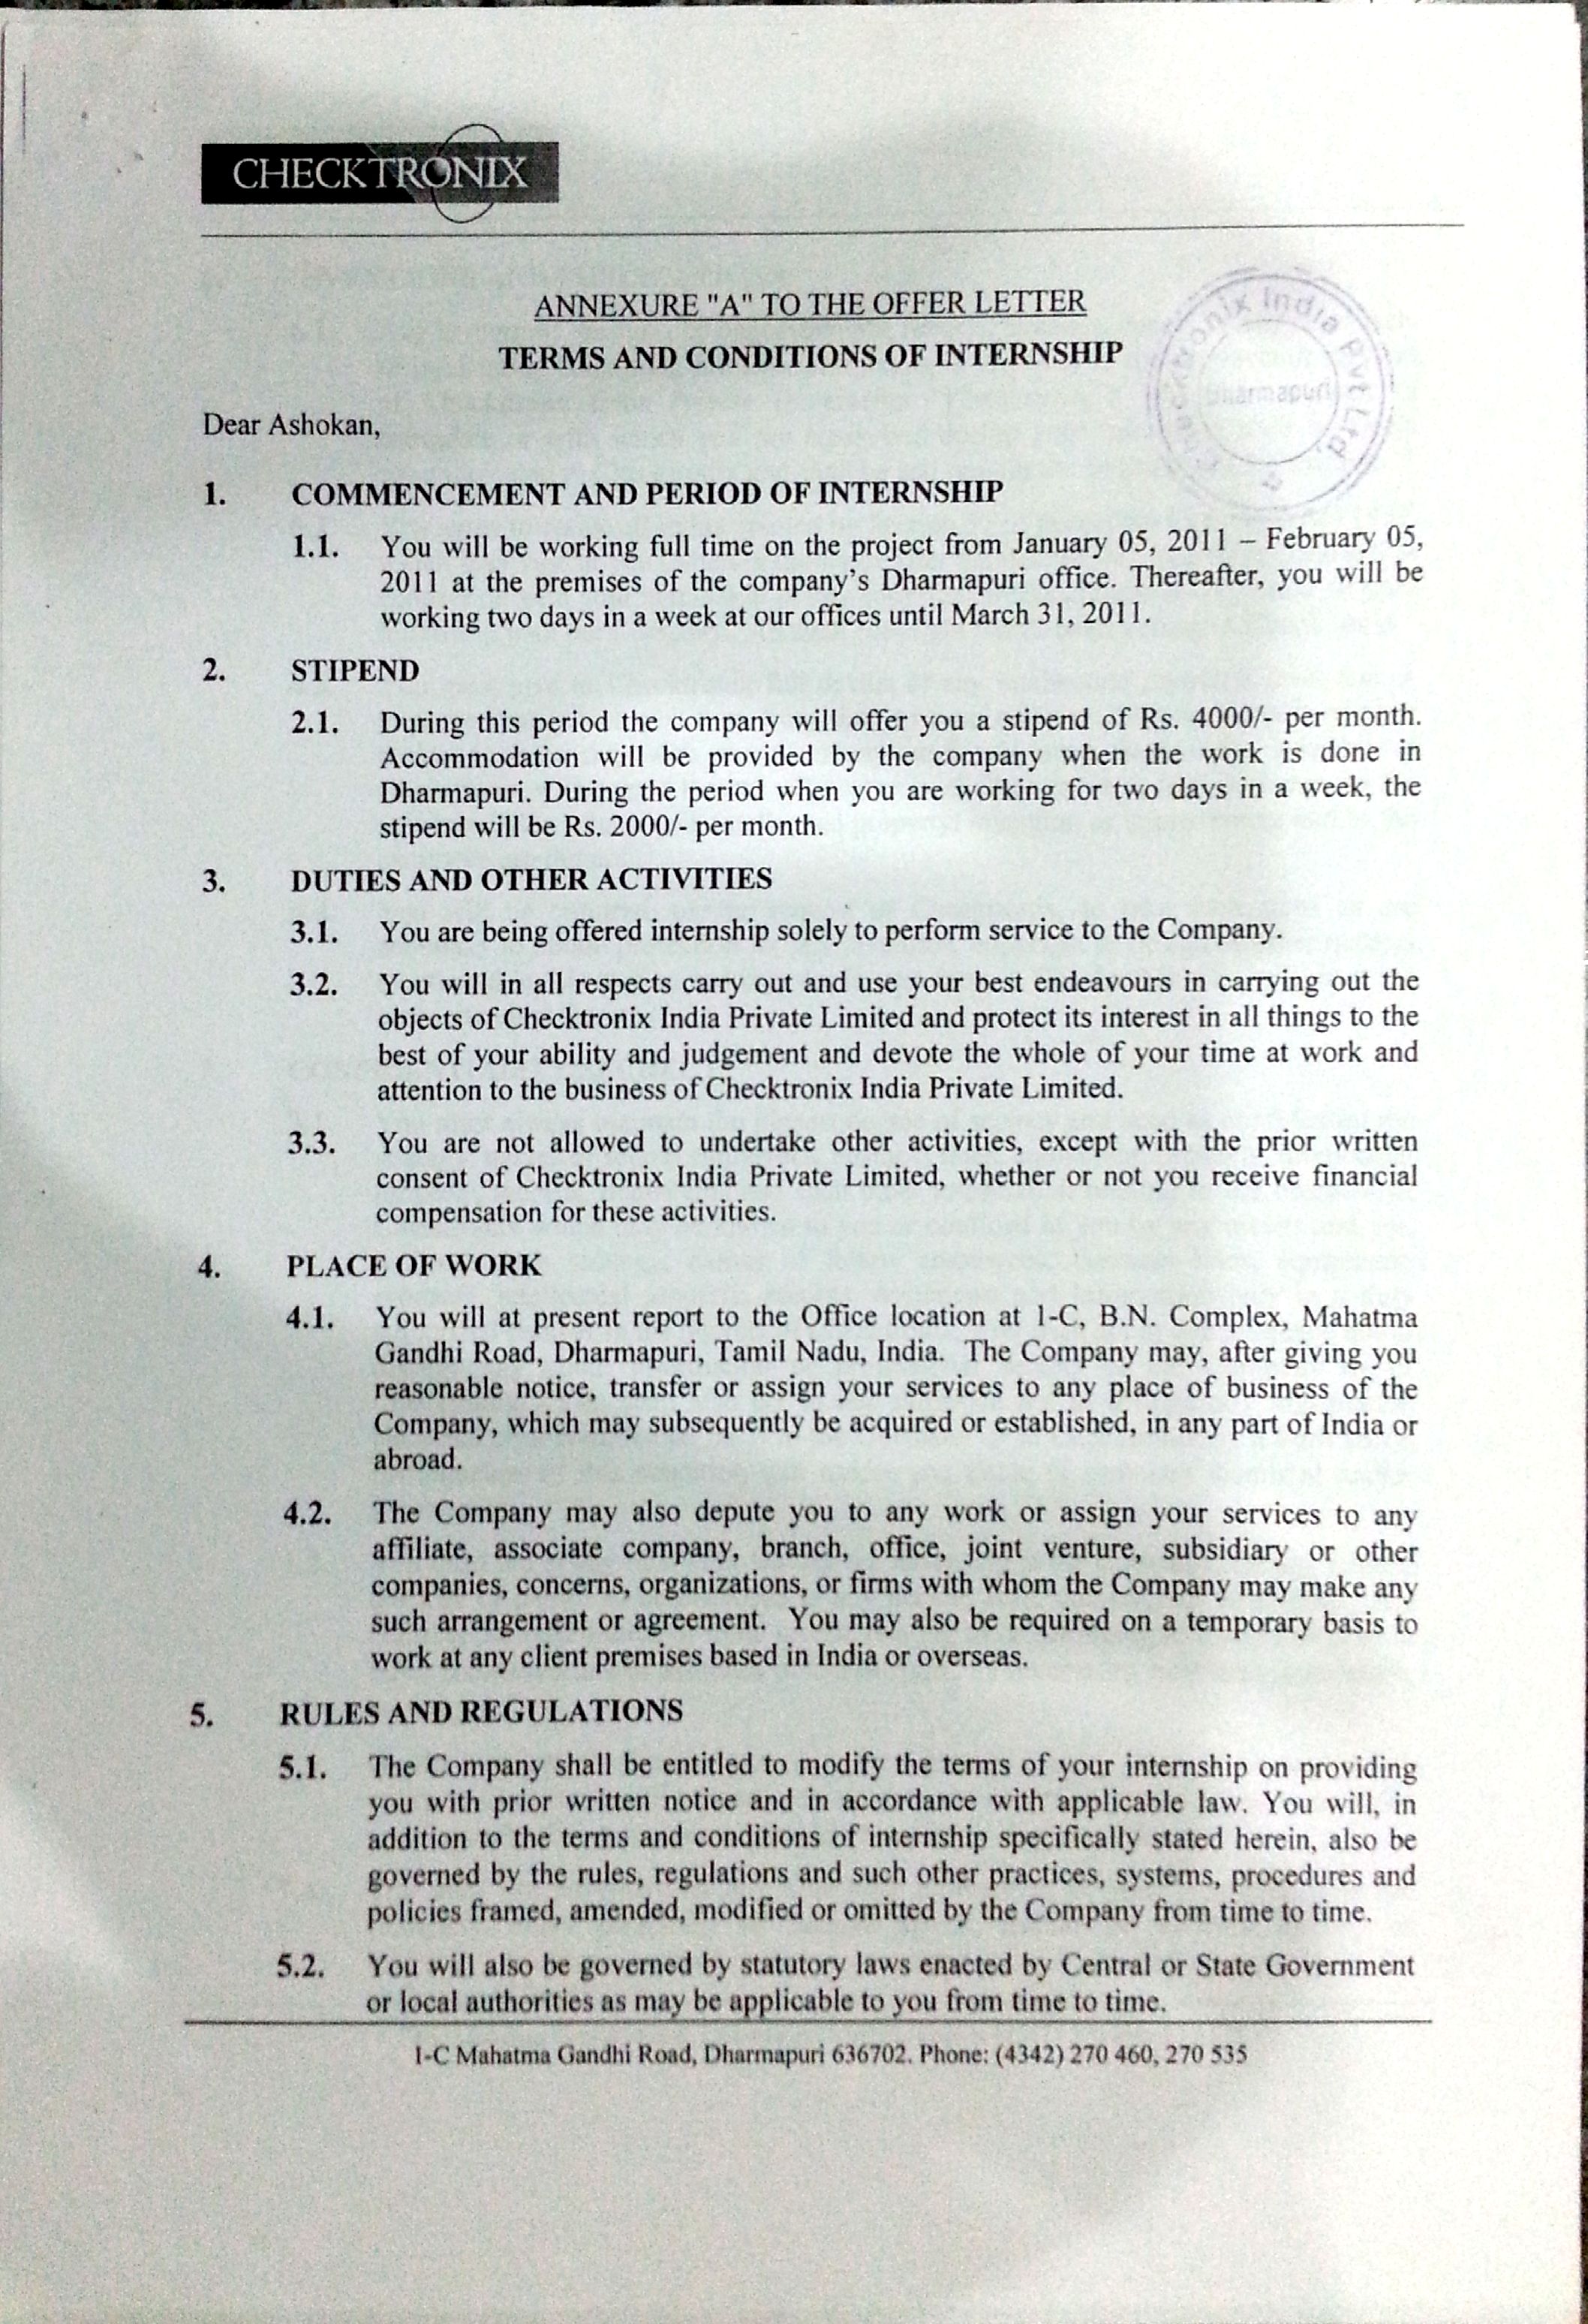 CHECKTRONIX
ANNEXURE "A" TO THE OFFER LETTER
TERMS AND CONDITIONS OF INTERNSHIP
Checktronix India Pvt Ltd
Dharmapuri
Dear Ashokan,
1. COMMENCEMENT AND PERIOD OF INTERNSHIP
1.1. You will be working full time on the project from January 05, 2011 – February 05,
2011 at the premises of the company's Dharmapuri office. Thereafter, you will be
working two days in a week at our offices until March 31, 2011.
2. STIPEND
2.1. During this period the company will offer you a stipend of Rs. 4000/- per month.
Accommodation will be provided by the company when the work is done in
Dharmapuri. During the period when you are working for two days in a week, the
stipend will be Rs. 2000/- per month.
3. DUTIES AND OTHER ACTIVITIES
3.1. You are being offered internship solely to perform service to the Company.
3.2. You will in all respects carry out and use your best endeavours in carrying out the
objects of Checktronix India Private Limited and protect its interest in all things to the
best of your ability and judgement and devote the whole of your time at work and
attention to the business of Checktronix India Private Limited.
3.3. You are not allowed to undertake other activities, except with the prior written
consent of Checktronix India Private Limited, whether or not you receive financial
compensation for these activities.
4. PLACE OF WORK
4.1. You will at present report to the Office location at 1-C, B.N. Complex, Mahatma
Gandhi Road, Dharmapuri, Tamil Nadu, India. The Company may, after giving you
reasonable notice, transfer or assign your services to any place of business of the
Company, which may subsequently be acquired or established, in any part of India or
abroad.
4.2. The Company may also depute you to any work or assign your services to any
affiliate, associate company, branch, office, joint venture, subsidiary or other
companies, concerns, organizations, or firms with whom the Company may make any
such arrangement or agreement. You may also be required on a temporary basis to
work at any client premises based in India or overseas.
5. RULES AND REGULATIONS
5.1. The Company shall be entitled to modify the terms of your internship on providing
you with prior written notice and in accordance with applicable law. You will, in
addition to the terms and conditions of internship specifically stated herein, also be
governed by the rules, regulations and such other practices, systems, procedures and
policies framed, amended, modified or omitted by the Company from time to time.
5.2. You will also be governed by statutory laws enacted by Central or State Government
or local authorities as may be applicable to you from time to time.
1-C Mahatma Gandhi Road, Dharmapuri 636702. Phone: (4342) 270 460, 270 535